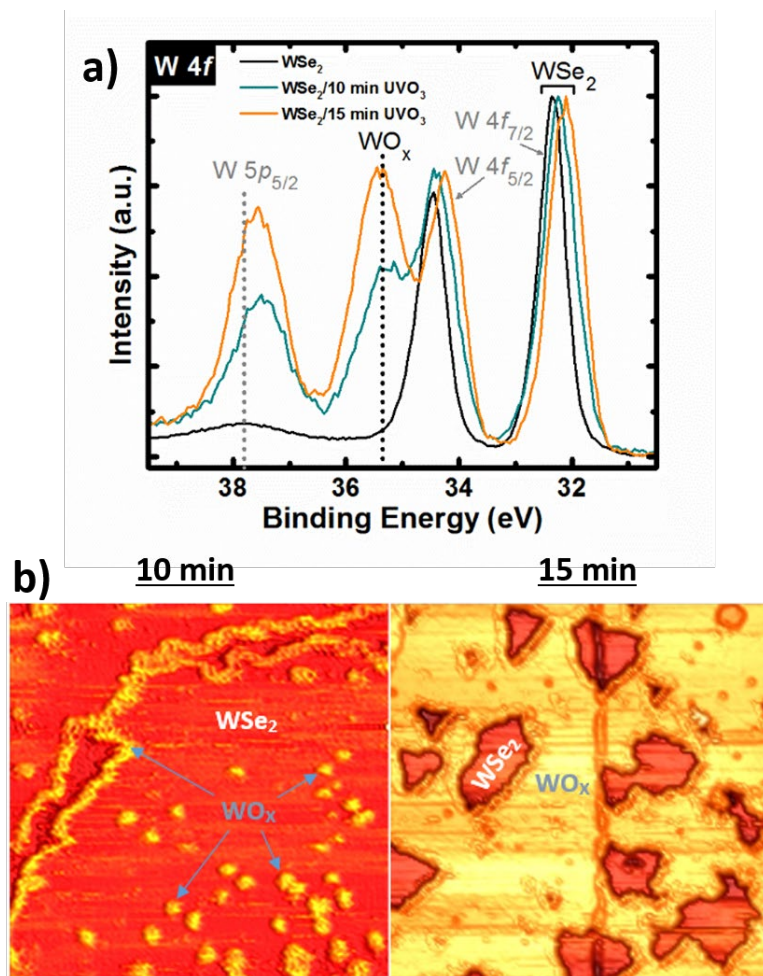 a)
W 4f
WSe₂
WSe₂/10 min UVO₃
WSe₂/15 min UVO₃
WSe₂
W 4f₇/₂
WOₓ
W 4f₅/₂
W 5p₅/₂
Intensity (a.u.)
38 36 34 32
Binding Energy (eV)
b)
10 min 15 min
WSe₂
WOₓ
WSe₂
WOₓ